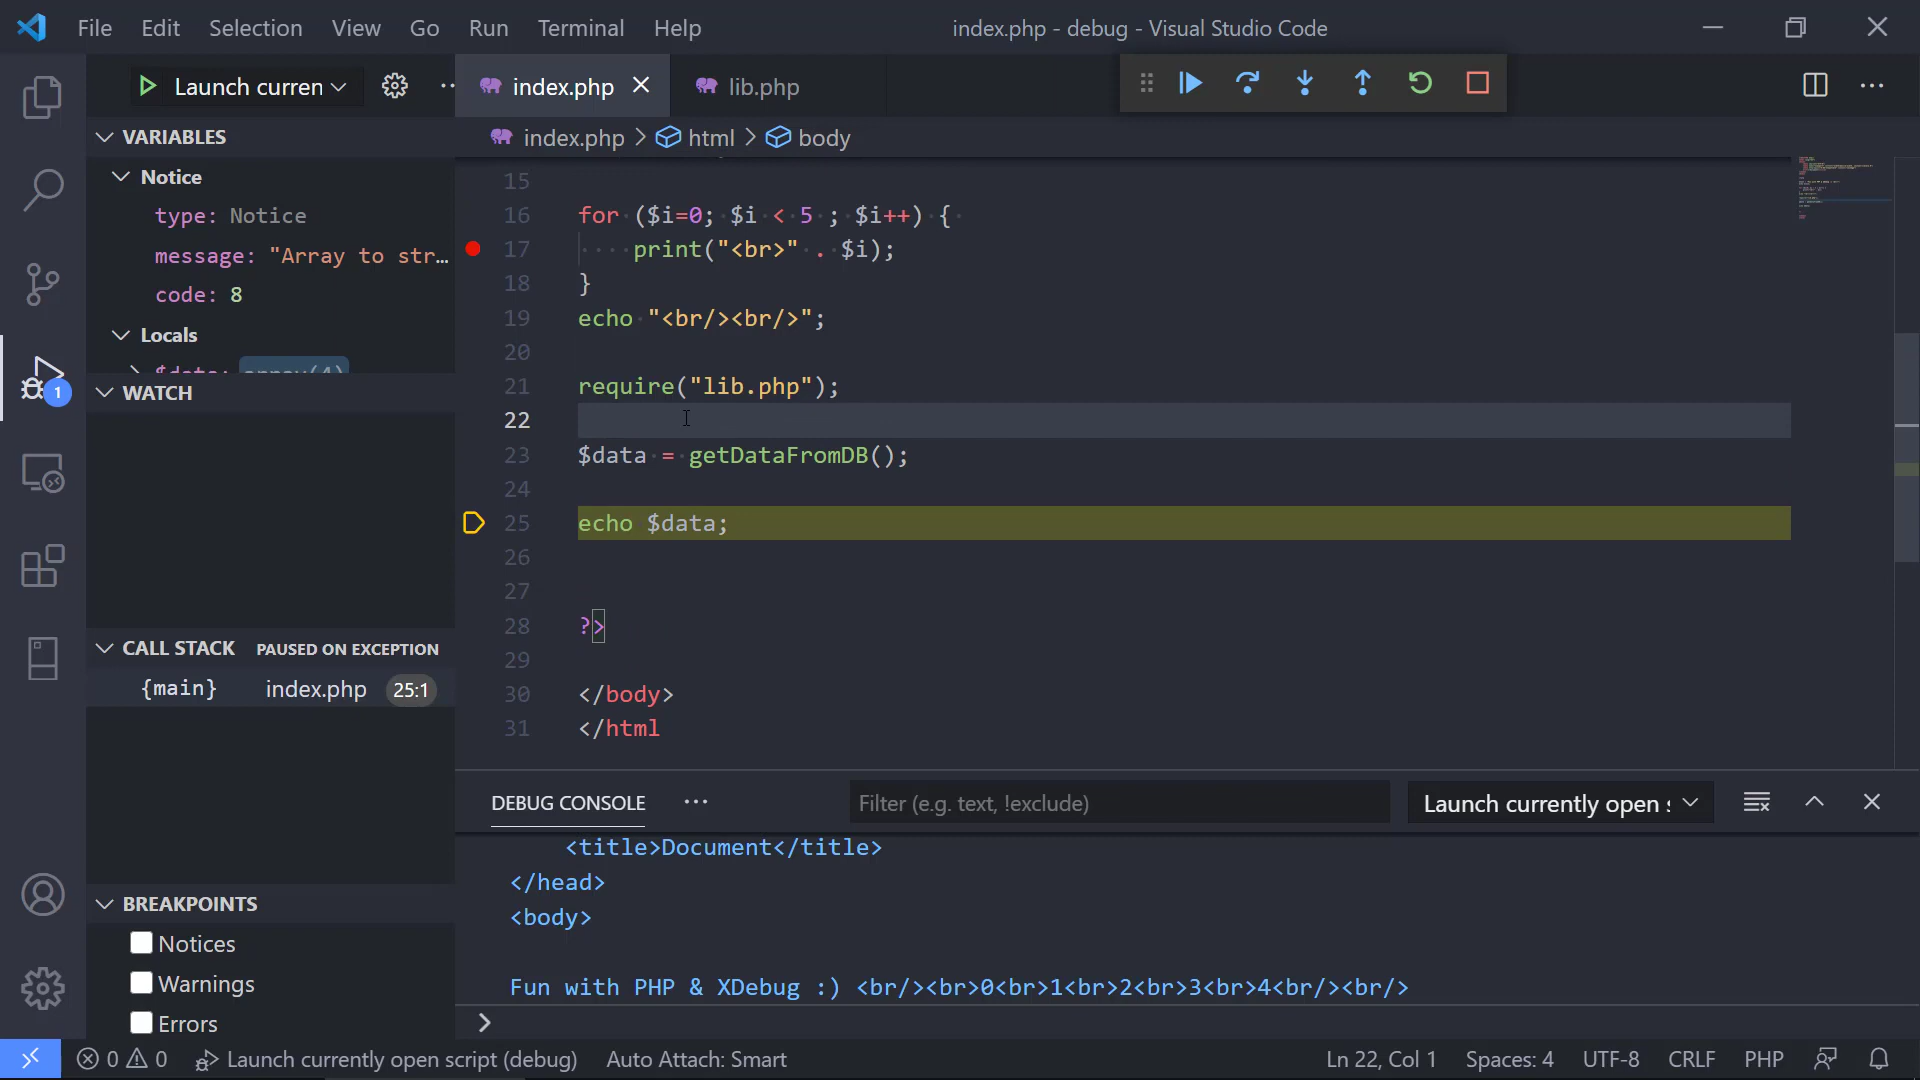 File Edit Selection View Go Run Terminal Help
index.php - debug - Visual Studio Code
Launch curren
index.php
lib.php
index.php > html > body
VARIABLES
Notice
type: Notice
message: "Array to str…
code: 8
Locals
$data: array(4)
WATCH
CALL STACK PAUSED ON EXCEPTION
{main} index.php 25:1
BREAKPOINTS
Notices
Warnings
Errors
1
15
16 for ($i=0; $i < 5 ; $i++) {
17 print("<br>" . $i);
18 }
19 echo "<br/><br/>";
20
21 require("lib.php");
22
23 $data = getDataFromDB();
24
25 echo $data;
26
27
28 ?>
29
30 </body>
31 </html
DEBUG CONSOLE
Filter (e.g. text, !exclude)
Launch currently open s
<title>Document</title>
</head>
<body>
Fun with PHP & XDebug :) <br/><br>0<br>1<br>2<br>3<br>4<br/><br/>
>
0 0 Launch currently open script (debug) Auto Attach: Smart
Ln 22, Col 1 Spaces: 4 UTF-8 CRLF PHP